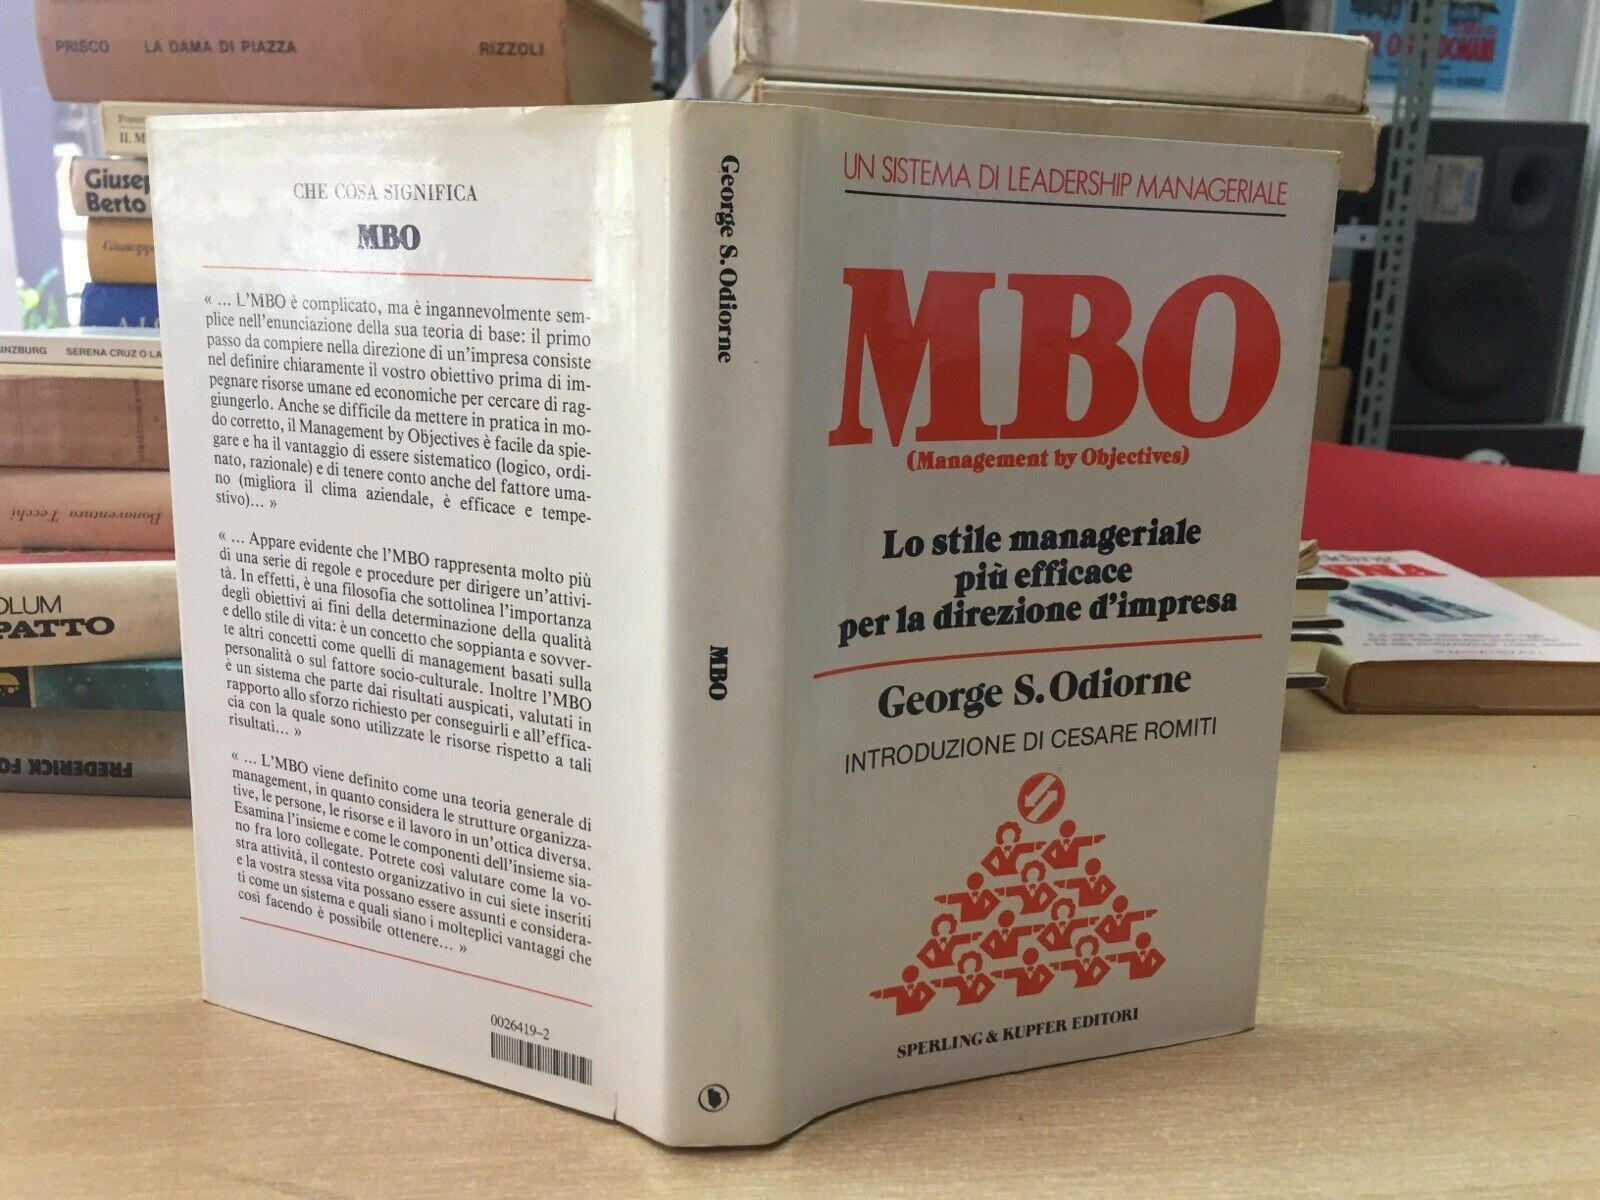 PRISCO LA DAMA DI PIAZZA RIZZOLI
IL M
Giusep
Berto
Giuseppe
GINZBURG SERENA CRUZ O LA
Bonaventura Tecchi
OLUM
PATTO
FREDERICK FO
CHE COSA SIGNIFICA
MBO
« ... L'MBO è complicato, ma è ingannevolmente sem-
plice nell'enunciazione della sua teoria di base: il primo
passo da compiere nella direzione di un'impresa consiste
nel definire chiaramente il vostro obiettivo prima di im-
pegnare risorse umane ed economiche per cercare di rag-
giungerlo. Anche se difficile da mettere in pratica in mo-
do corretto, il Management by Objectives è facile da spie-
gare e ha il vantaggio di essere sistematico (logico, ordi-
nato, razionale) e di tenere conto anche del fattore uma-
no (migliora il clima aziendale, è efficace e tempe-
stivo)... »
« ... Appare evidente che l'MBO rappresenta molto più
di una serie di regole e procedure per dirigere un'attivi-
tà. In effetti, è una filosofia che sottolinea l'importanza
degli obiettivi ai fini della determinazione della qualità
e dello stile di vita: è un concetto che soppianta e sovver-
te altri concetti come quelli di management basati sulla
personalità o sul fattore socio-culturale. Inoltre l'MBO
è un sistema che parte dai risultati auspicati, valutati in
rapporto allo sforzo richiesto per conseguirli e all'effica-
cia con la quale sono utilizzate le risorse rispetto a tali
risultati... »
« ... L'MBO viene definito come una teoria generale di
management, in quanto considera le strutture organizza-
tive, le persone, le risorse e il lavoro in un'ottica diversa.
Esamina l'insieme e come le componenti dell'insieme sia-
no fra loro collegate. Potrete così valutare come la vo-
stra attività, il contesto organizzativo in cui siete inseriti
e la vostra stessa vita possano essere assunti e considera-
ti come un sistema e quali siano i molteplici vantaggi che
così facendo è possibile ottenere... »
0026419-2
George S. Odiorne
MBO
UN SISTEMA DI LEADERSHIP MANAGERIALE
MBO
(Management by Objectives)
Lo stile manageriale
più efficace
per la direzione d'impresa
George S. Odiorne
INTRODUZIONE DI CESARE ROMITI
SPERLING & KUPFER EDITORI